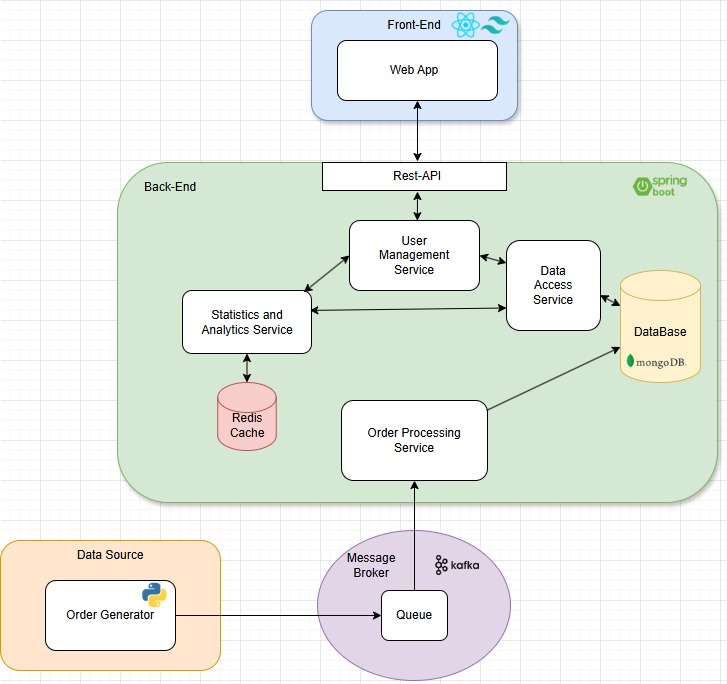 Front-End
Web App
Rest-API
Back-End
spring
boot
User
Management
Service
Data
Access
Service
Statistics and
Analytics Service
DataBase
mongoDB.
Redis
Cache
Order Processing
Service
Data Source
Order Generator
Message
Broker
kafka
Queue